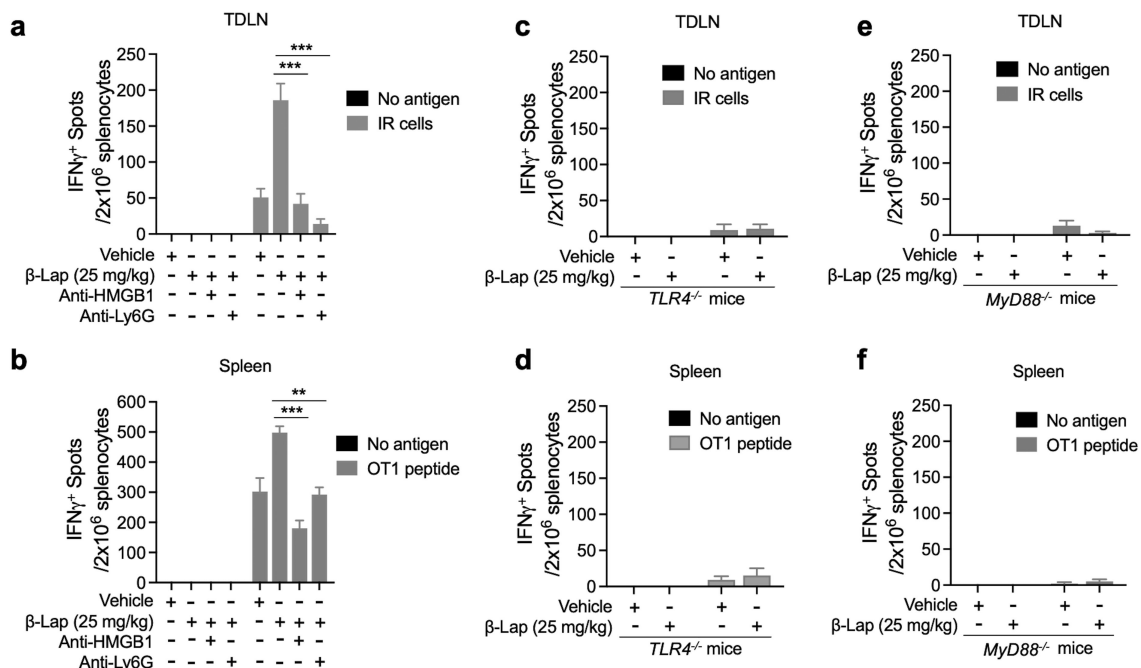 a
TDLN
IFNγ⁺ Spots
/2x10⁶ splenocytes
250
200
150
100
50
0
No antigen
IR cells
Vehicle + - - - + - - -
β-Lap (25 mg/kg) - + + + - + + +
Anti-HMGB1 - - + - - - + -
Anti-Ly6G - - - + - - - +
*** 
***
b
Spleen
IFNγ⁺ Spots
/2x10⁶ splenocytes
600
500
400
300
200
100
0
**
***
No antigen
OT1 peptide
Vehicle + - - - + - - -
β-Lap (25 mg/kg) - + + + - + + +
Anti-HMGB1 - - + - - - + -
Anti-Ly6G - - - + - - - +
c
TDLN
IFNγ⁺ Spots
/2x10⁶ splenocytes
250
200
150
100
50
0
No antigen
IR cells
Vehicle + - + -
β-Lap (25 mg/kg) - + - +
TLR4⁻/⁻ mice
d
Spleen
IFNγ⁺ Spots
/2x10⁶ splenocytes
250
200
150
100
50
0
No antigen
OT1 peptide
Vehicle + - + -
β-Lap (25 mg/kg) - + - +
TLR4⁻/⁻ mice
e
TDLN
IFNγ⁺ Spots
/2x10⁶ splenocytes
250
200
150
100
50
0
No antigen
IR cells
Vehicle + - + -
β-Lap (25 mg/kg) - + - +
MyD88⁻/⁻ mice
f
Spleen
IFNγ⁺ Spots
/2x10⁶ splenocytes
250
200
150
100
50
0
No antigen
OT1 peptide
Vehicle + - + -
β-Lap (25 mg/kg) - + - +
MyD88⁻/⁻ mice